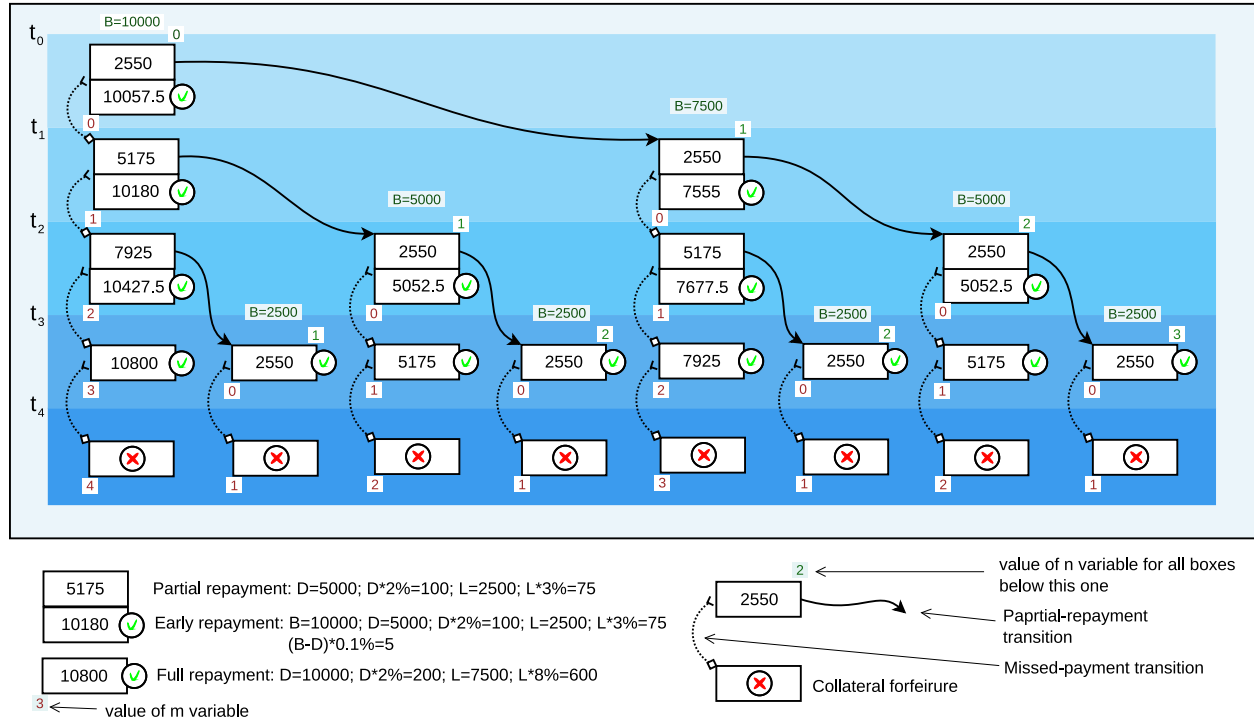 B=10000
t0
0
2550
10057.5
0
B=7500
t1
1
5175
10180
1
2550
7555
0
t2
B=5000
1
B=5000
2
7925
10427.5
2
2550
5052.5
0
5175
7677.5
1
2550
5052.5
0
t3
B=2500
1
B=2500
2
B=2500
2
B=2500
3
10800
3
2550
0
5175
1
2550
0
7925
2
2550
0
5175
1
2550
0
t4
4
1
2
1
3
1
2
1
5175
Partial repayment: D=5000; D*2%=100; L=2500; L*3%=75
10180
Early repayment: B=10000; D=5000; D*2%=100; L=2500; L*3%=75
(B-D)*0.1%=5
10800
Full repayment: D=10000; D*2%=200; L=7500; L*8%=600
3
value of m variable
2
value of n variable for all boxes
below this one
2550
Paprtial-repayment
transition
Missed-payment transition
Collateral forfeirure